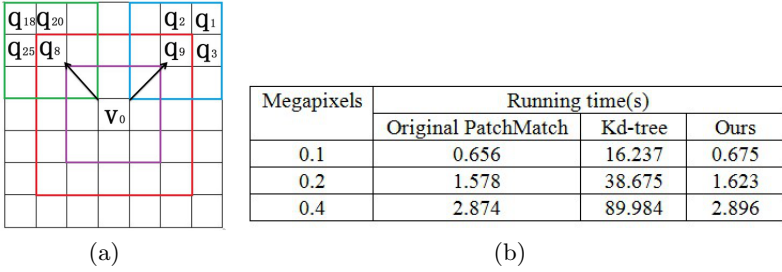 q18 q20 q2 q1
q25 q8 q9 q3
v0
(a)
Megapixels Running time(s)
Original PatchMatch Kd-tree Ours
0.1 0.656 16.237 0.675
0.2 1.578 38.675 1.623
0.4 2.874 89.984 2.896
(b)